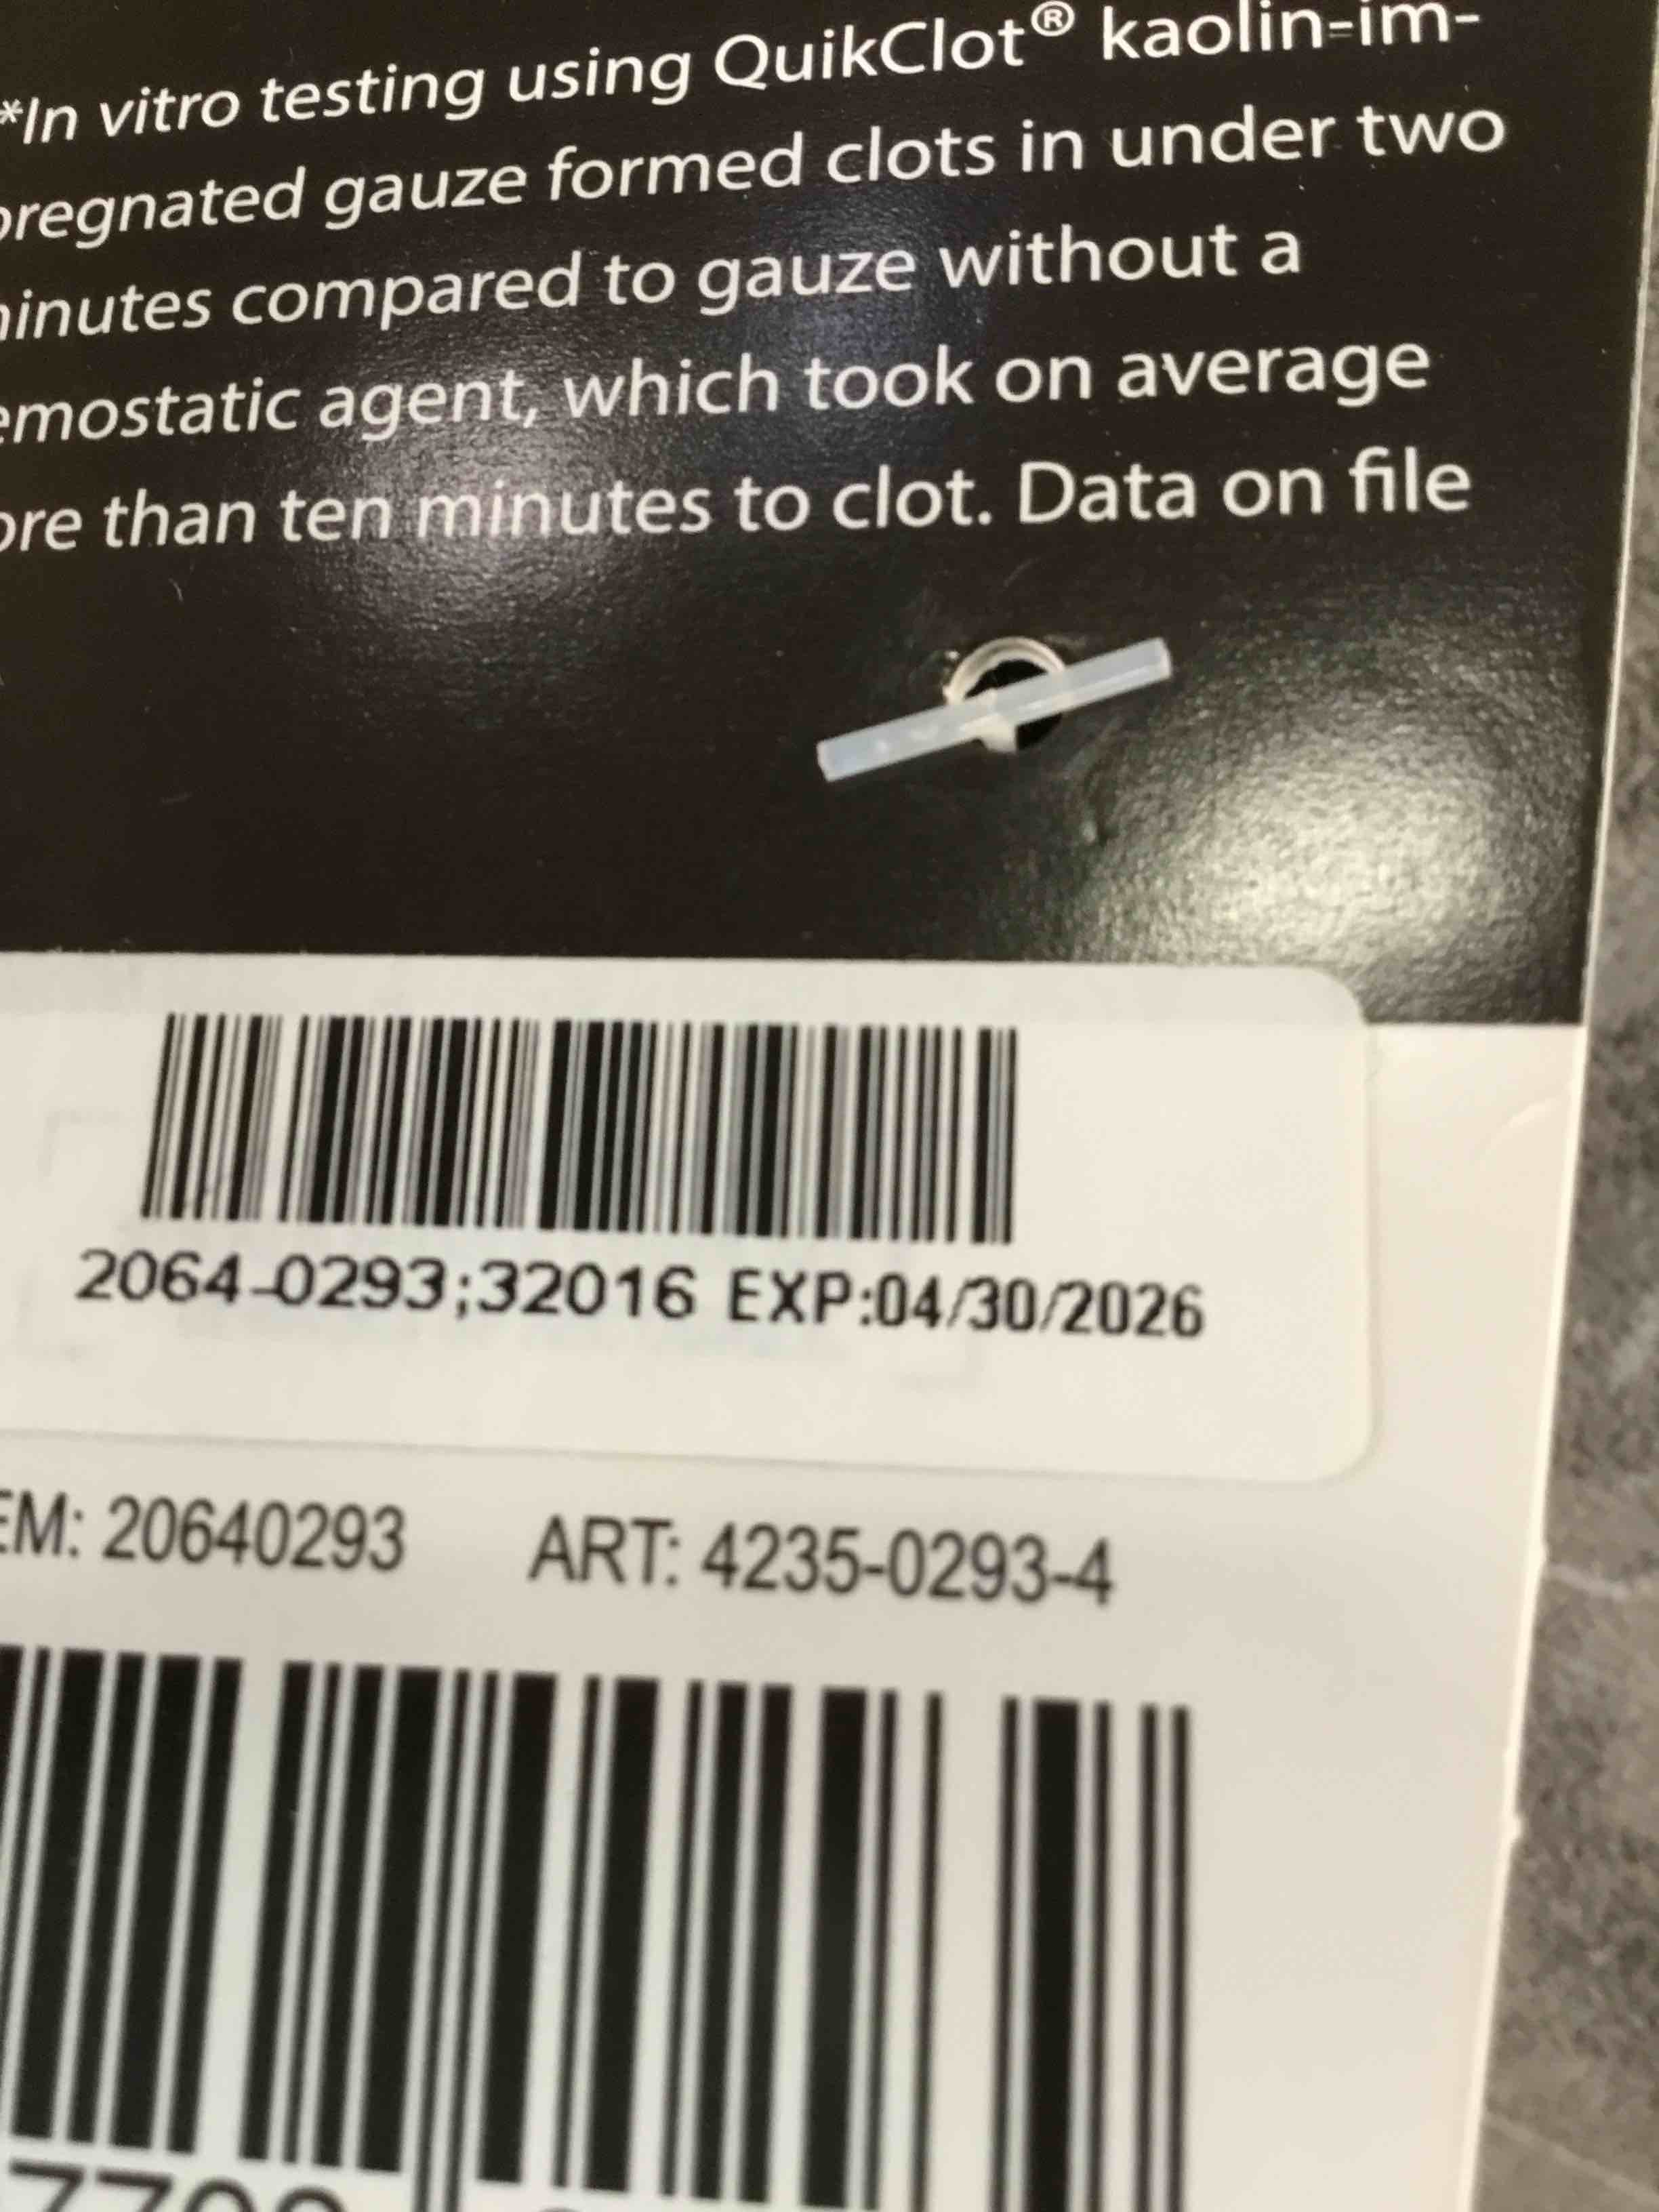 *In vitro testing using QuikClot® kaolin-im-
pregnated gauze formed clots in under two
minutes compared to gauze without a
emostatic agent, which took on average
ore than ten minutes to clot. Data on file
2064-0293;32016 EXP:04/30/2026
EM: 20640293 ART: 4235-0293-4